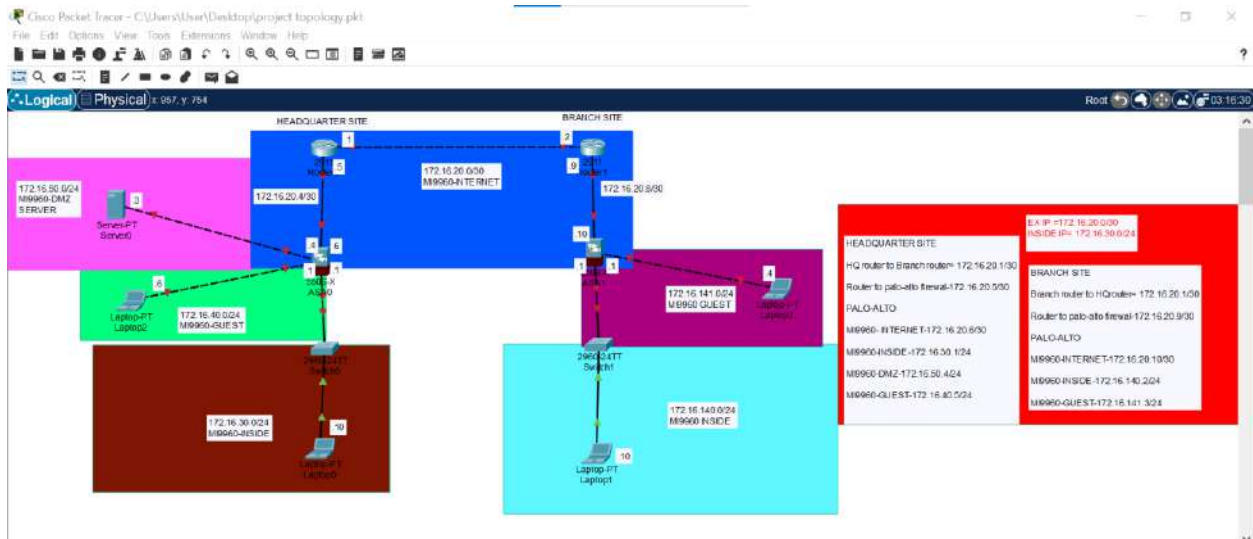 Cisco Packet Tracer - C:\Users\User\Desktop\project topology.pkt
File Edit Options View Tools Extensions Window Help
?
Logical Physical x: 957, y: 754
Root 03:16:30
HEADQUARTER SITE
BRANCH SITE
.1
.2
.5
.9
172.16.20.0/30
MI9960-INTERNET
172.16.20.4/30
172.16.20.8/30
172.16.50.0/24
MI9960-DMZ
SERVER
.3
Server-PT
Server0
.4
.6
.1
.1
ASA0
.10
.1
.1
.6
Laptop-PT
Laptop2
172.16.40.0/24
MI9960-GUEST
172.16.141.0/24
MI9960 GUEST
.4
2960-24TT
Switch0
2960-24TT
Switch1
172.16.30.0/24
MI9960-INSIDE
.10
Laptop-PT
Laptop0
172.16.140.0/24
MI9960 INSIDE
.10
Laptop-PT
Laptop1
EX IP =172.16.20.0/30
INSIDE IP= 172.16.30.0/24
HEADQUARTER SITE
HQ router to Branch router= 172.16.20.1/30
Router to palo-alto firewal-172.16.20.5/30
PALO-ALTO
MI9960- INTERNET-172.16.20.6/30
MI9960-INSIDE-172.16.30.1/24
MI9960-DMZ-172.16.50.4/24
MI9960-GUEST-172.16.40.5/24
BRANCH SITE
Branch router to HQrouter= 172.16.20.1/30
Router to palo-alto firewal-172.16.20.9/30
PALO-ALTO
MI9960-INTERNET-172.16.20.10/30
MI9960-INSIDE-172.16.140.2/24
MI9960-GUEST-172.16.141.3/24